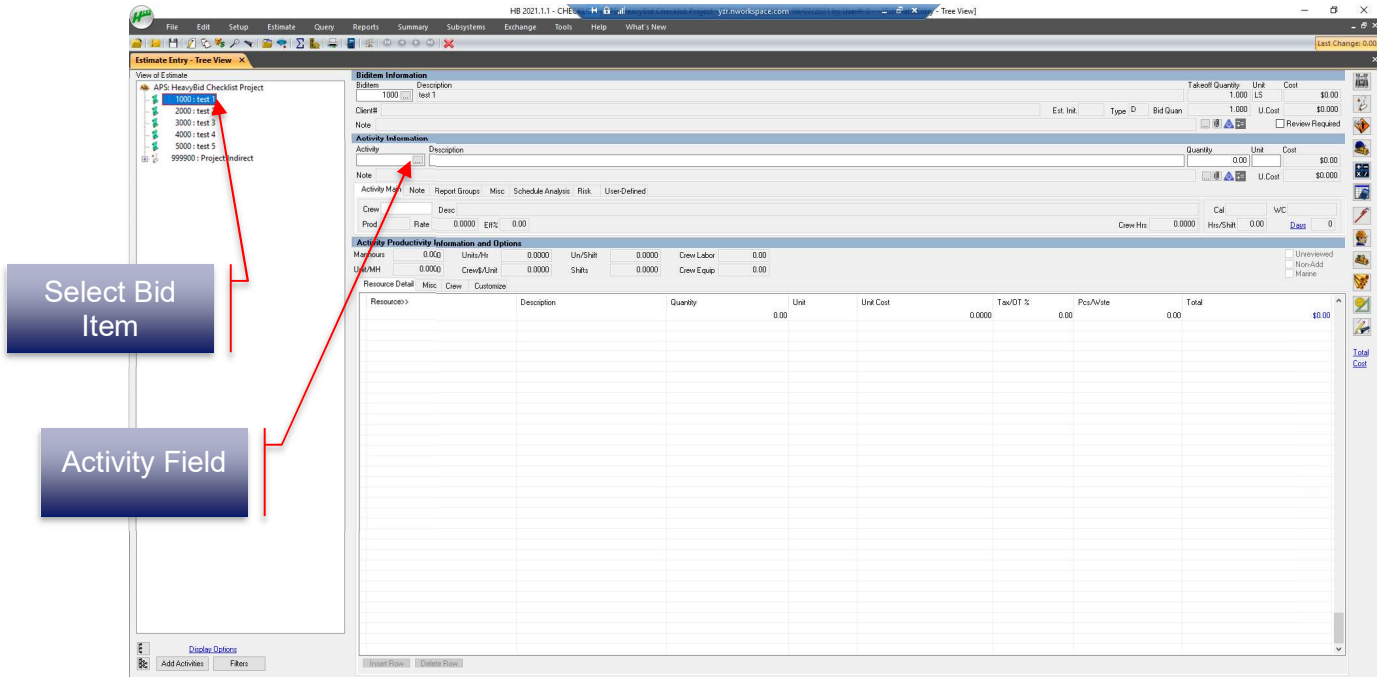 HB 2021.1.1 - CHE
yzr.nworkspace.com
- Tree View]
File Edit Setup Estimate Query Reports Summary Subsystems Exchange Tools Help What's New
Last Change: 0.00
Estimate Entry - Tree View X
View of Estimate
APS: HeavyBid Checklist Project
1000 : test 1
2000 : test 2
3000 : test 3
4000 : test 4
5000 : test 5
999900 : Project Indirect
Biditem Information
Biditem Description Takeoff Quantity Unit Cost
1000 ... test 1 1.000 LS $0.00
Client# Est. Init. Type D Bid Quan 1.000 U.Cost $0.000
Note Review Required
Activity Information
Activity Description Quantity Unit Cost
... 0.00 $0.00
Note U.Cost $0.000
Activity Main Note Report Groups Misc Schedule Analysis Risk User-Defined
Crew Desc Cal WC
Prod Rate 0.0000 Eff% 0.00 Crew Hrs 0.0000 Hrs/Shift 0.00 Days 0
Activity Productivity Information and Options
Manhours 0.000 Units/Hr 0.0000 Un/Shift 0.0000 Crew Labor 0.00 Unreviewed
Non-Add
Unit/MH 0.0000 Crew$/Unit 0.0000 Shifts 0.0000 Crew Equip 0.00 Marine
Resource Detail Misc Crew Customize
Resource>> Description Quantity Unit Unit Cost Tax/OT % Pcs/Wste Total
0.00 0.0000 0.00 0.00 $0.00
Total
Cost
Select Bid
Item
Activity Field
Display Options
Add Activities Filters
Insert Row Delete Row